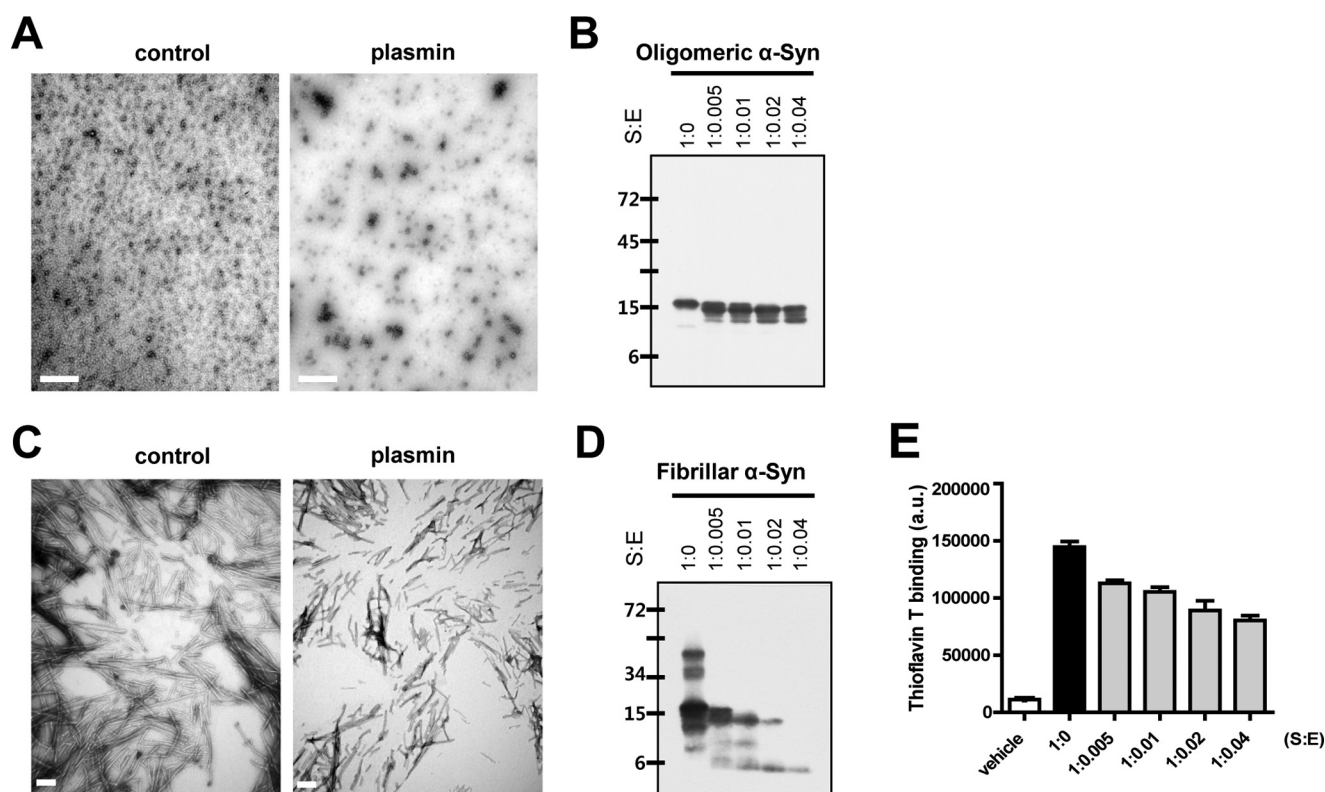 A
control
plasmin
B
Oligomeric α-Syn
S:E
1:0
1:0.005
1:0.01
1:0.02
1:0.04
72
45
15
6
C
control
plasmin
D
Fibrillar α-Syn
S:E
1:0
1:0.005
1:0.01
1:0.02
1:0.04
72
34
15
6
E
Thioflavin T binding (a.u.)
200000
150000
100000
50000
0
vehicle
1:0
1:0.005
1:0.01
1:0.02
1:0.04
(S:E)